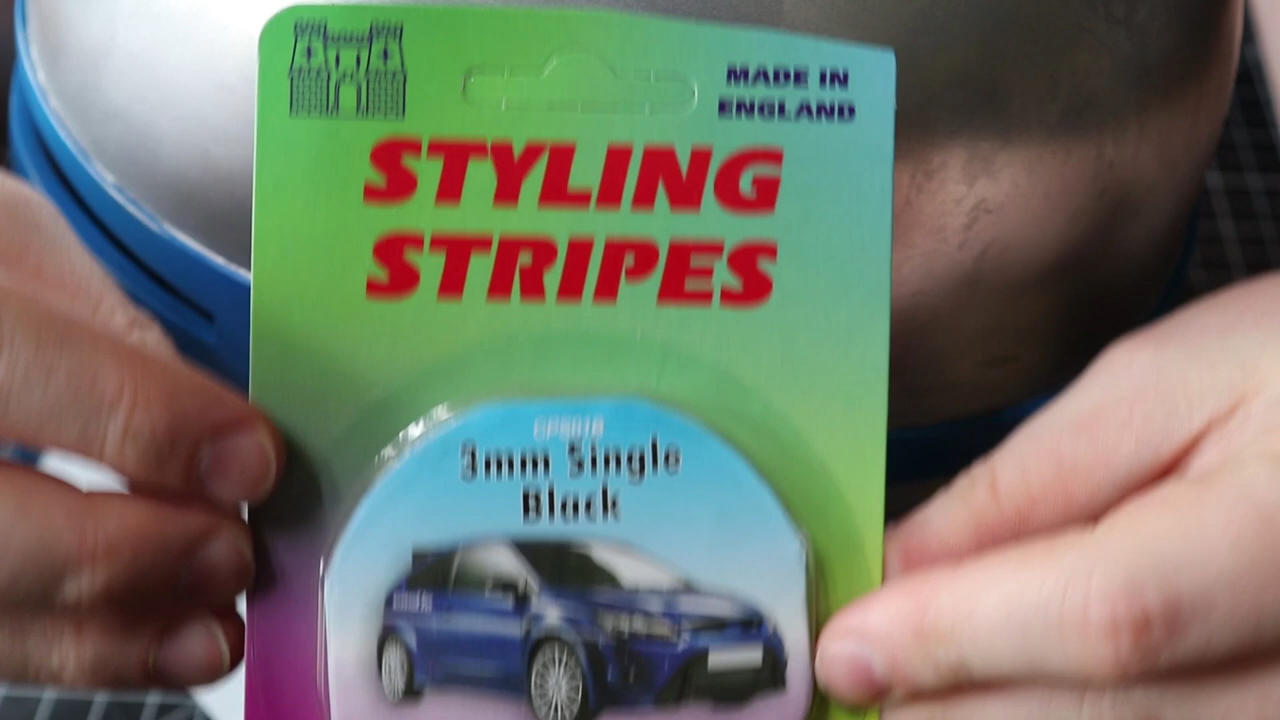 MADE IN
ENGLAND
STYLING
STRIPES
3mm Single
Black